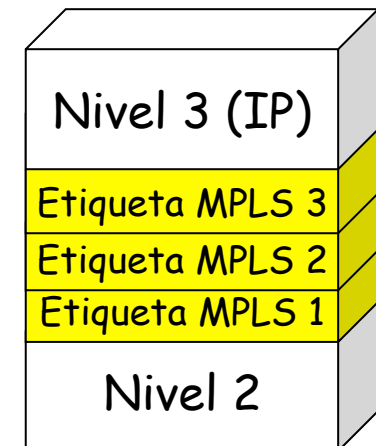 Nivel 3 (IP)
Etiqueta MPLS 3
Etiqueta MPLS 2
Etiqueta MPLS 1
Nivel 2